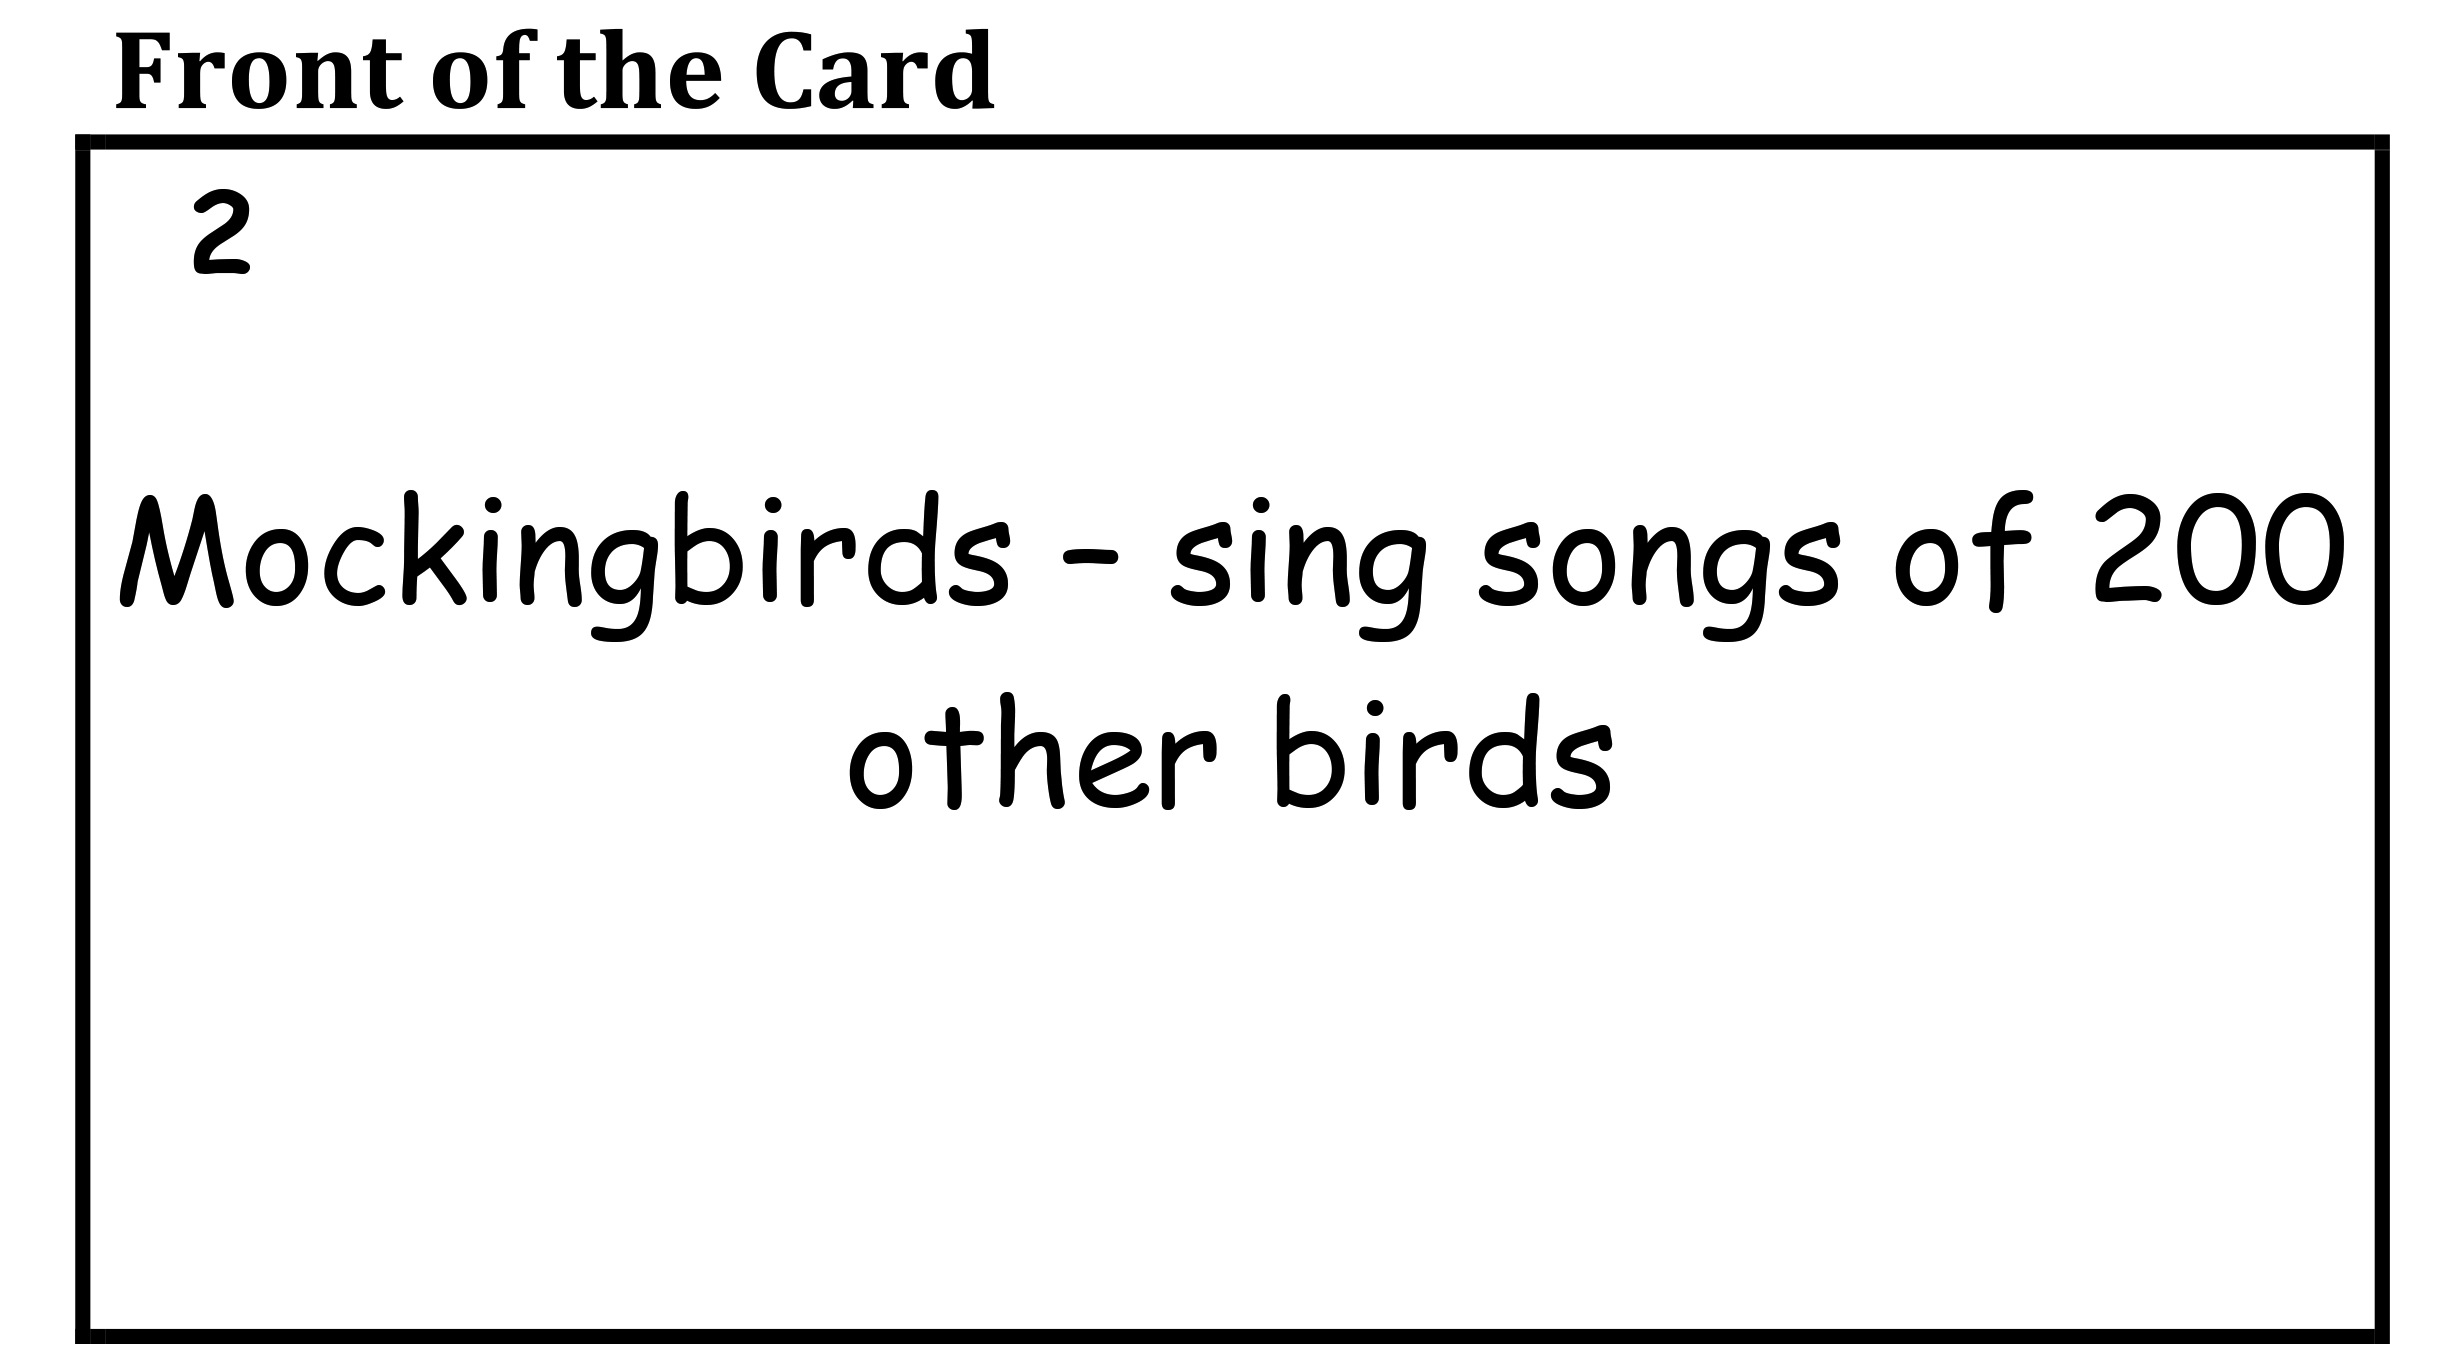 Front of the Card
2
Mockingbirds - sing songs of 200
other birds